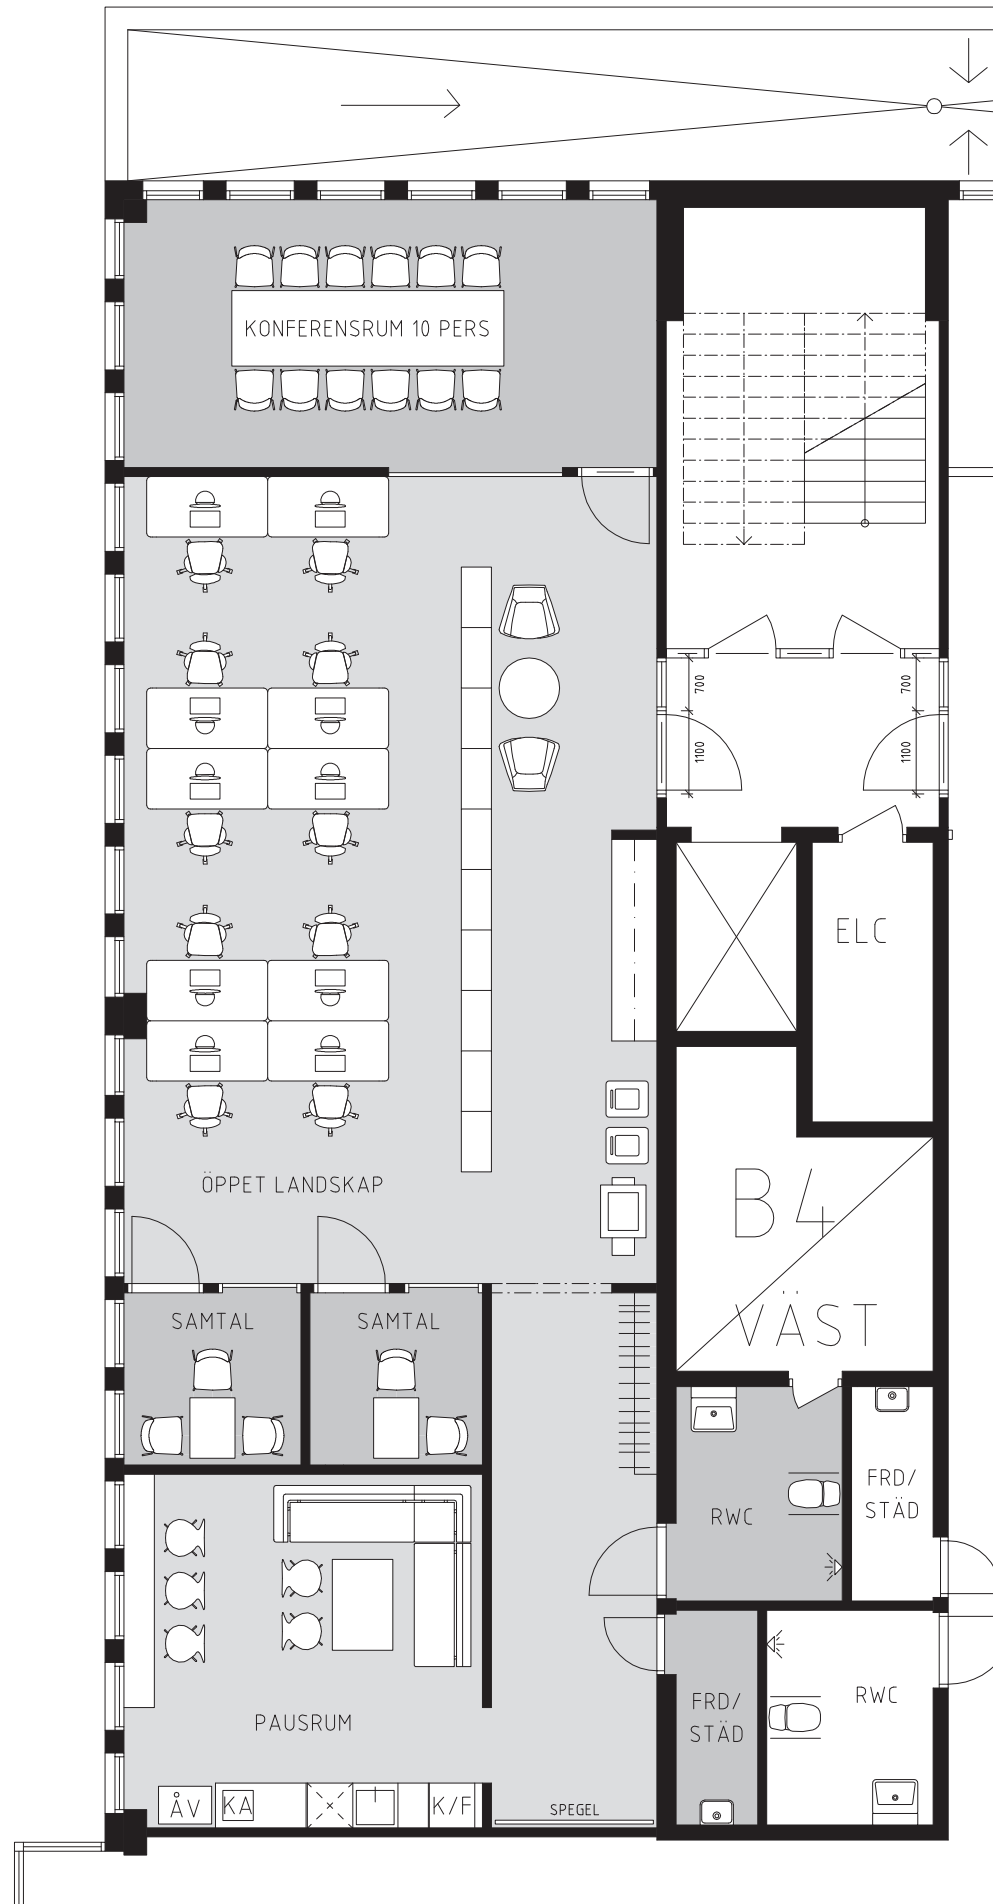 KONFERENSRUM 10 PERS
700
700
1100
1100
ELC
ÖPPET LANDSKAP
B4
VÄST
SAMTAL
SAMTAL
FRD/
STÄD
RWC
RWC
FRD/
STÄD
PAUSRUM
ÅV
KA
K/F
SPEGEL